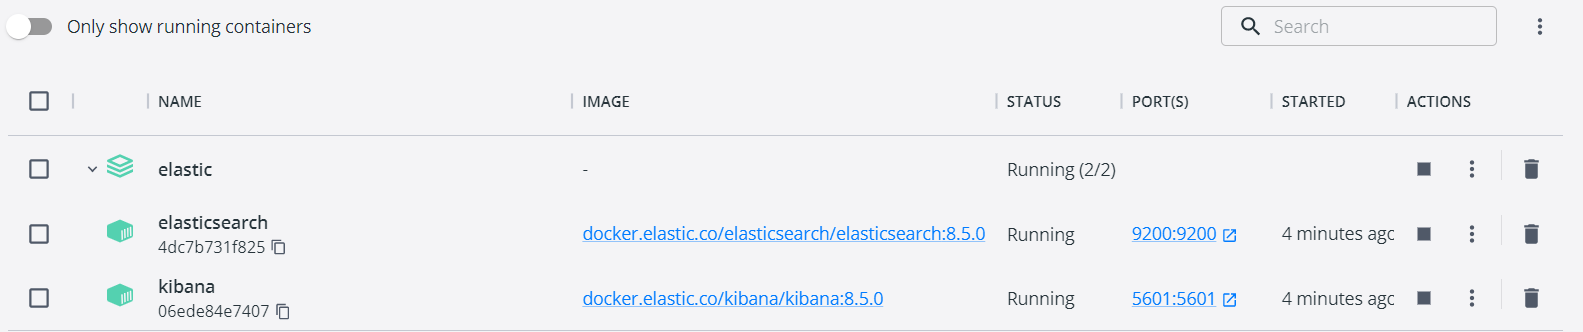 Only show running containers
Search
NAME IMAGE STATUS PORT(S) STARTED ACTIONS
elastic - Running (2/2)
elasticsearch
4dc7b731f825 docker.elastic.co/elasticsearch/elasticsearch:8.5.0 Running 9200:9200 4 minutes agc
kibana
06ede84e7407 docker.elastic.co/kibana/kibana:8.5.0 Running 5601:5601 4 minutes agc